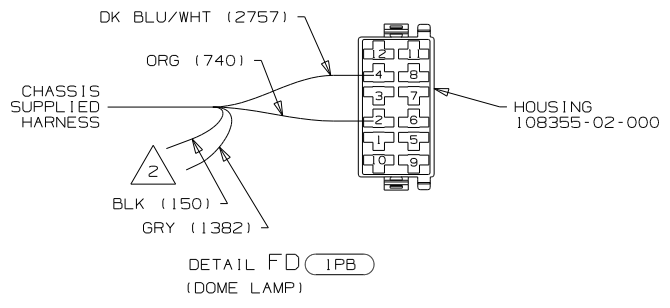 DK BLU/WHT (2757)
ORG (740)
CHASSIS
SUPPLIED
HARNESS
12 11
4 8
3 7
2 6
1 5
10 9
HOUSING
108355-02-000
2
BLK (150)
GRY (1382)
DETAIL FD 1PB
(DOME LAMP)